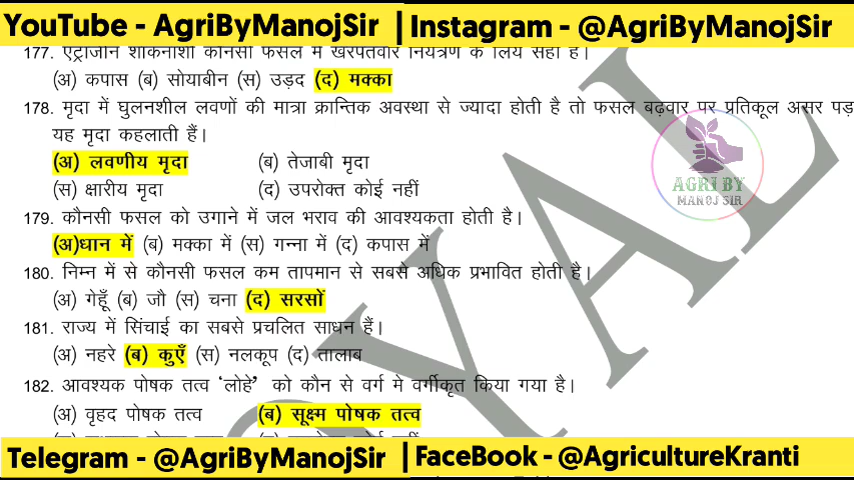 YouTube - AgriByManojSir | Instagram - @AgriByManojSir
177. एट्राजीन शाकनाशी कौनसी फसल में खरपतवार नियंत्रण के लिये सही है।
(अ) कपास (ब) सोयाबीन (स) उड़द (द) मक्का
178. मृदा में घुलनशील लवणों की मात्रा क्रान्तिक अवस्था से ज्यादा होती है तो फसल बढ़वार पर प्रतिकूल असर पड़
यह मृदा कहलाती हैं।
(अ) लवणीय मृदा (ब) तेजाबी मृदा
(स) क्षारीय मृदा (द) उपरोक्त कोई नहीं
AGRI BY
MANOJ SIR
179. कौनसी फसल को उगाने में जल भराव की आवश्यकता होती है।
(अ)धान में (ब) मक्का में (स) गन्ना में (द) कपास में
180. निम्न में से कौनसी फसल कम तापमान से सबसे अधिक प्रभावित होती है।
(अ) गेहूँ (ब) जौ (स) चना (द) सरसों
181. राज्य में सिंचाई का सबसे प्रचलित साधन हैं।
(अ) नहरे (ब) कुएँ (स) नलकूप (द) तालाब
182. आवश्यक पोषक तत्व ‘लोहे’ को कौन से वर्ग मे वर्गीकृत किया गया है।
(अ) वृहद पोषक तत्व (ब) सूक्ष्म पोषक तत्व
Telegram - @AgriByManojSir | FaceBook - @AgricultureKranti